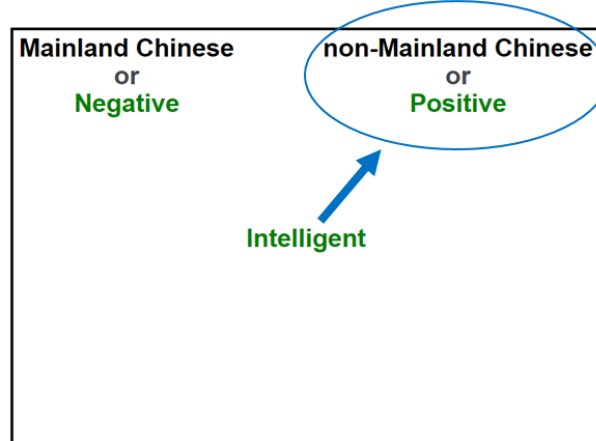 Mainland Chinese
or
Negative
non-Mainland Chinese
or
Positive
Intelligent